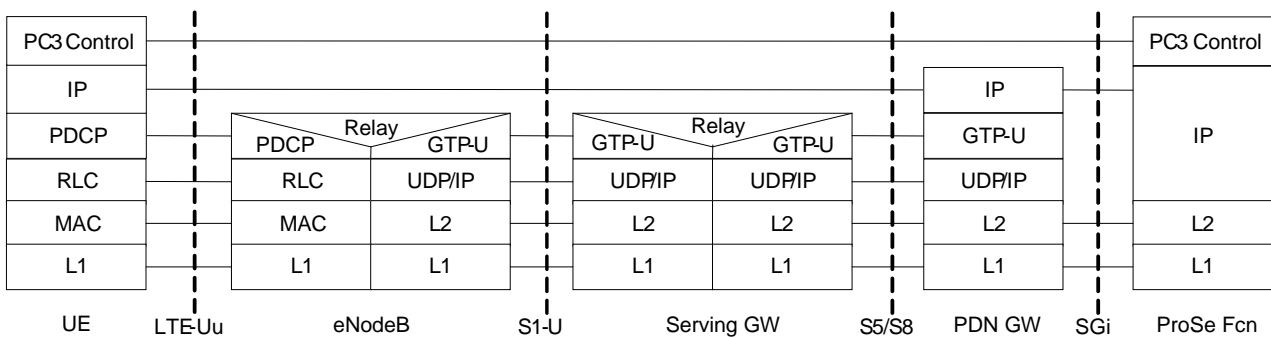 PC3 Control PC3 Control
IP IP
Relay Relay
PDCP PDCP GTP-U GTP-U GTP-U GTP-U IP
RLC RLC UDP/IP UDP/IP UDP/IP UDP/IP
MAC MAC L2 L2 L2 L2 L2
L1 L1 L1 L1 L1 L1 L1
UE LTE-Uu eNodeB S1-U Serving GW S5/S8 PDN GW SGi ProSe Fcn